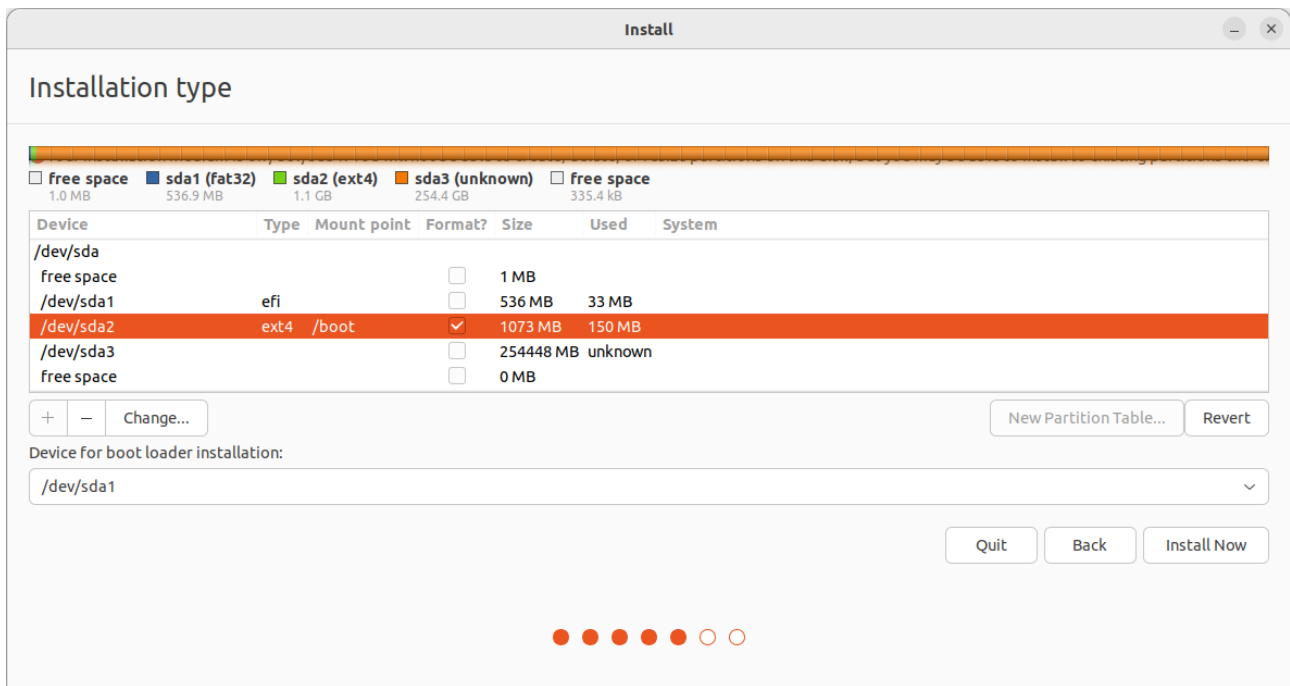 Install
Installation type
free space sda1 (fat32) sda2 (ext4) sda3 (unknown) free space
1.0 MB 536.9 MB 1.1 GB 254.4 GB 335.4 kB
Device Type Mount point Format? Size Used System
/dev/sda
free space 1 MB
/dev/sda1 efi 536 MB 33 MB
/dev/sda2 ext4 /boot 1073 MB 150 MB
/dev/sda3 254448 MB unknown
free space 0 MB
+ – Change... New Partition Table... Revert
Device for boot loader installation:
/dev/sda1
Quit Back Install Now